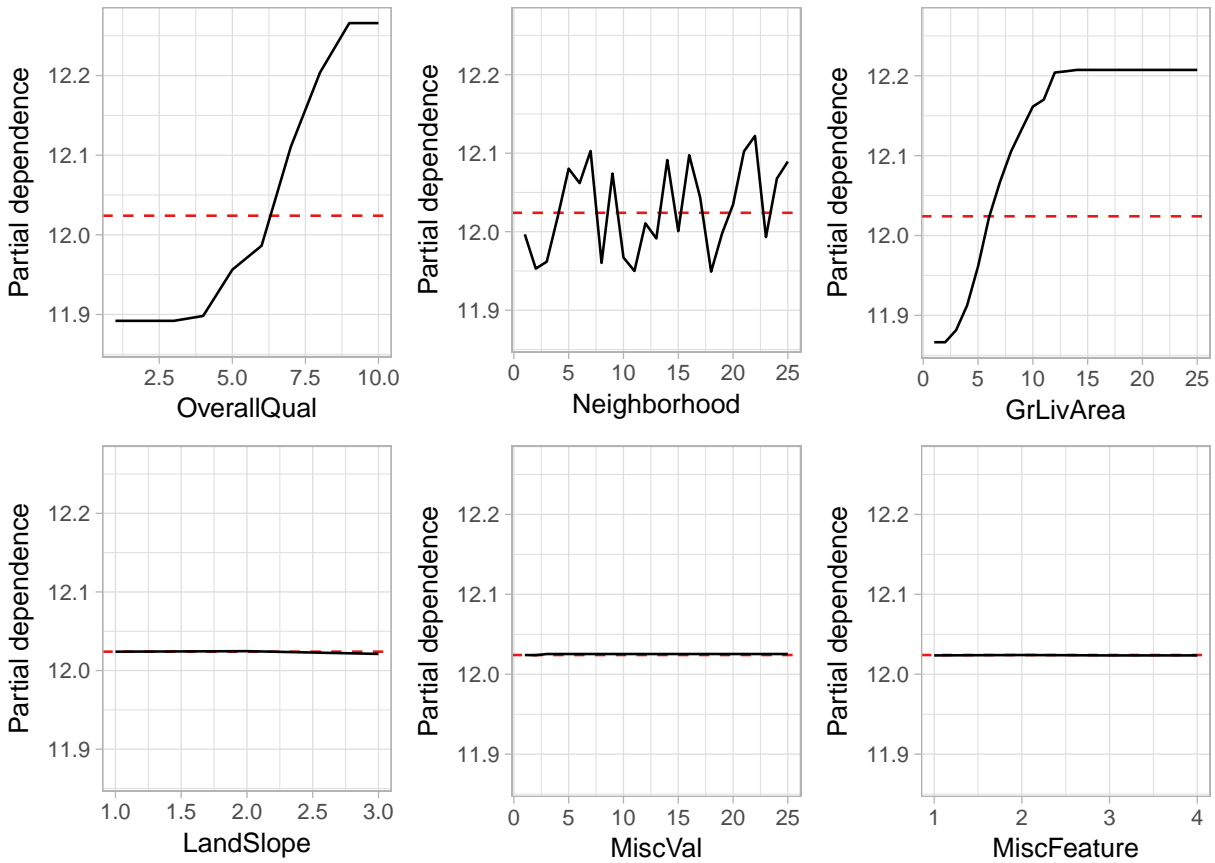 Partial dependence
12.2
12.1
12.0
11.9
2.5 5.0 7.5 10.0
OverallQual
Partial dependence
12.2
12.1
12.0
11.9
0 5 10 15 20 25
Neighborhood
Partial dependence
12.2
12.1
12.0
11.9
0 5 10 15 20 25
GrLivArea
Partial dependence
12.2
12.1
12.0
11.9
1.0 1.5 2.0 2.5 3.0
LandSlope
Partial dependence
12.2
12.1
12.0
11.9
0 5 10 15 20 25
MiscVal
Partial dependence
12.2
12.1
12.0
11.9
1 2 3 4
MiscFeature